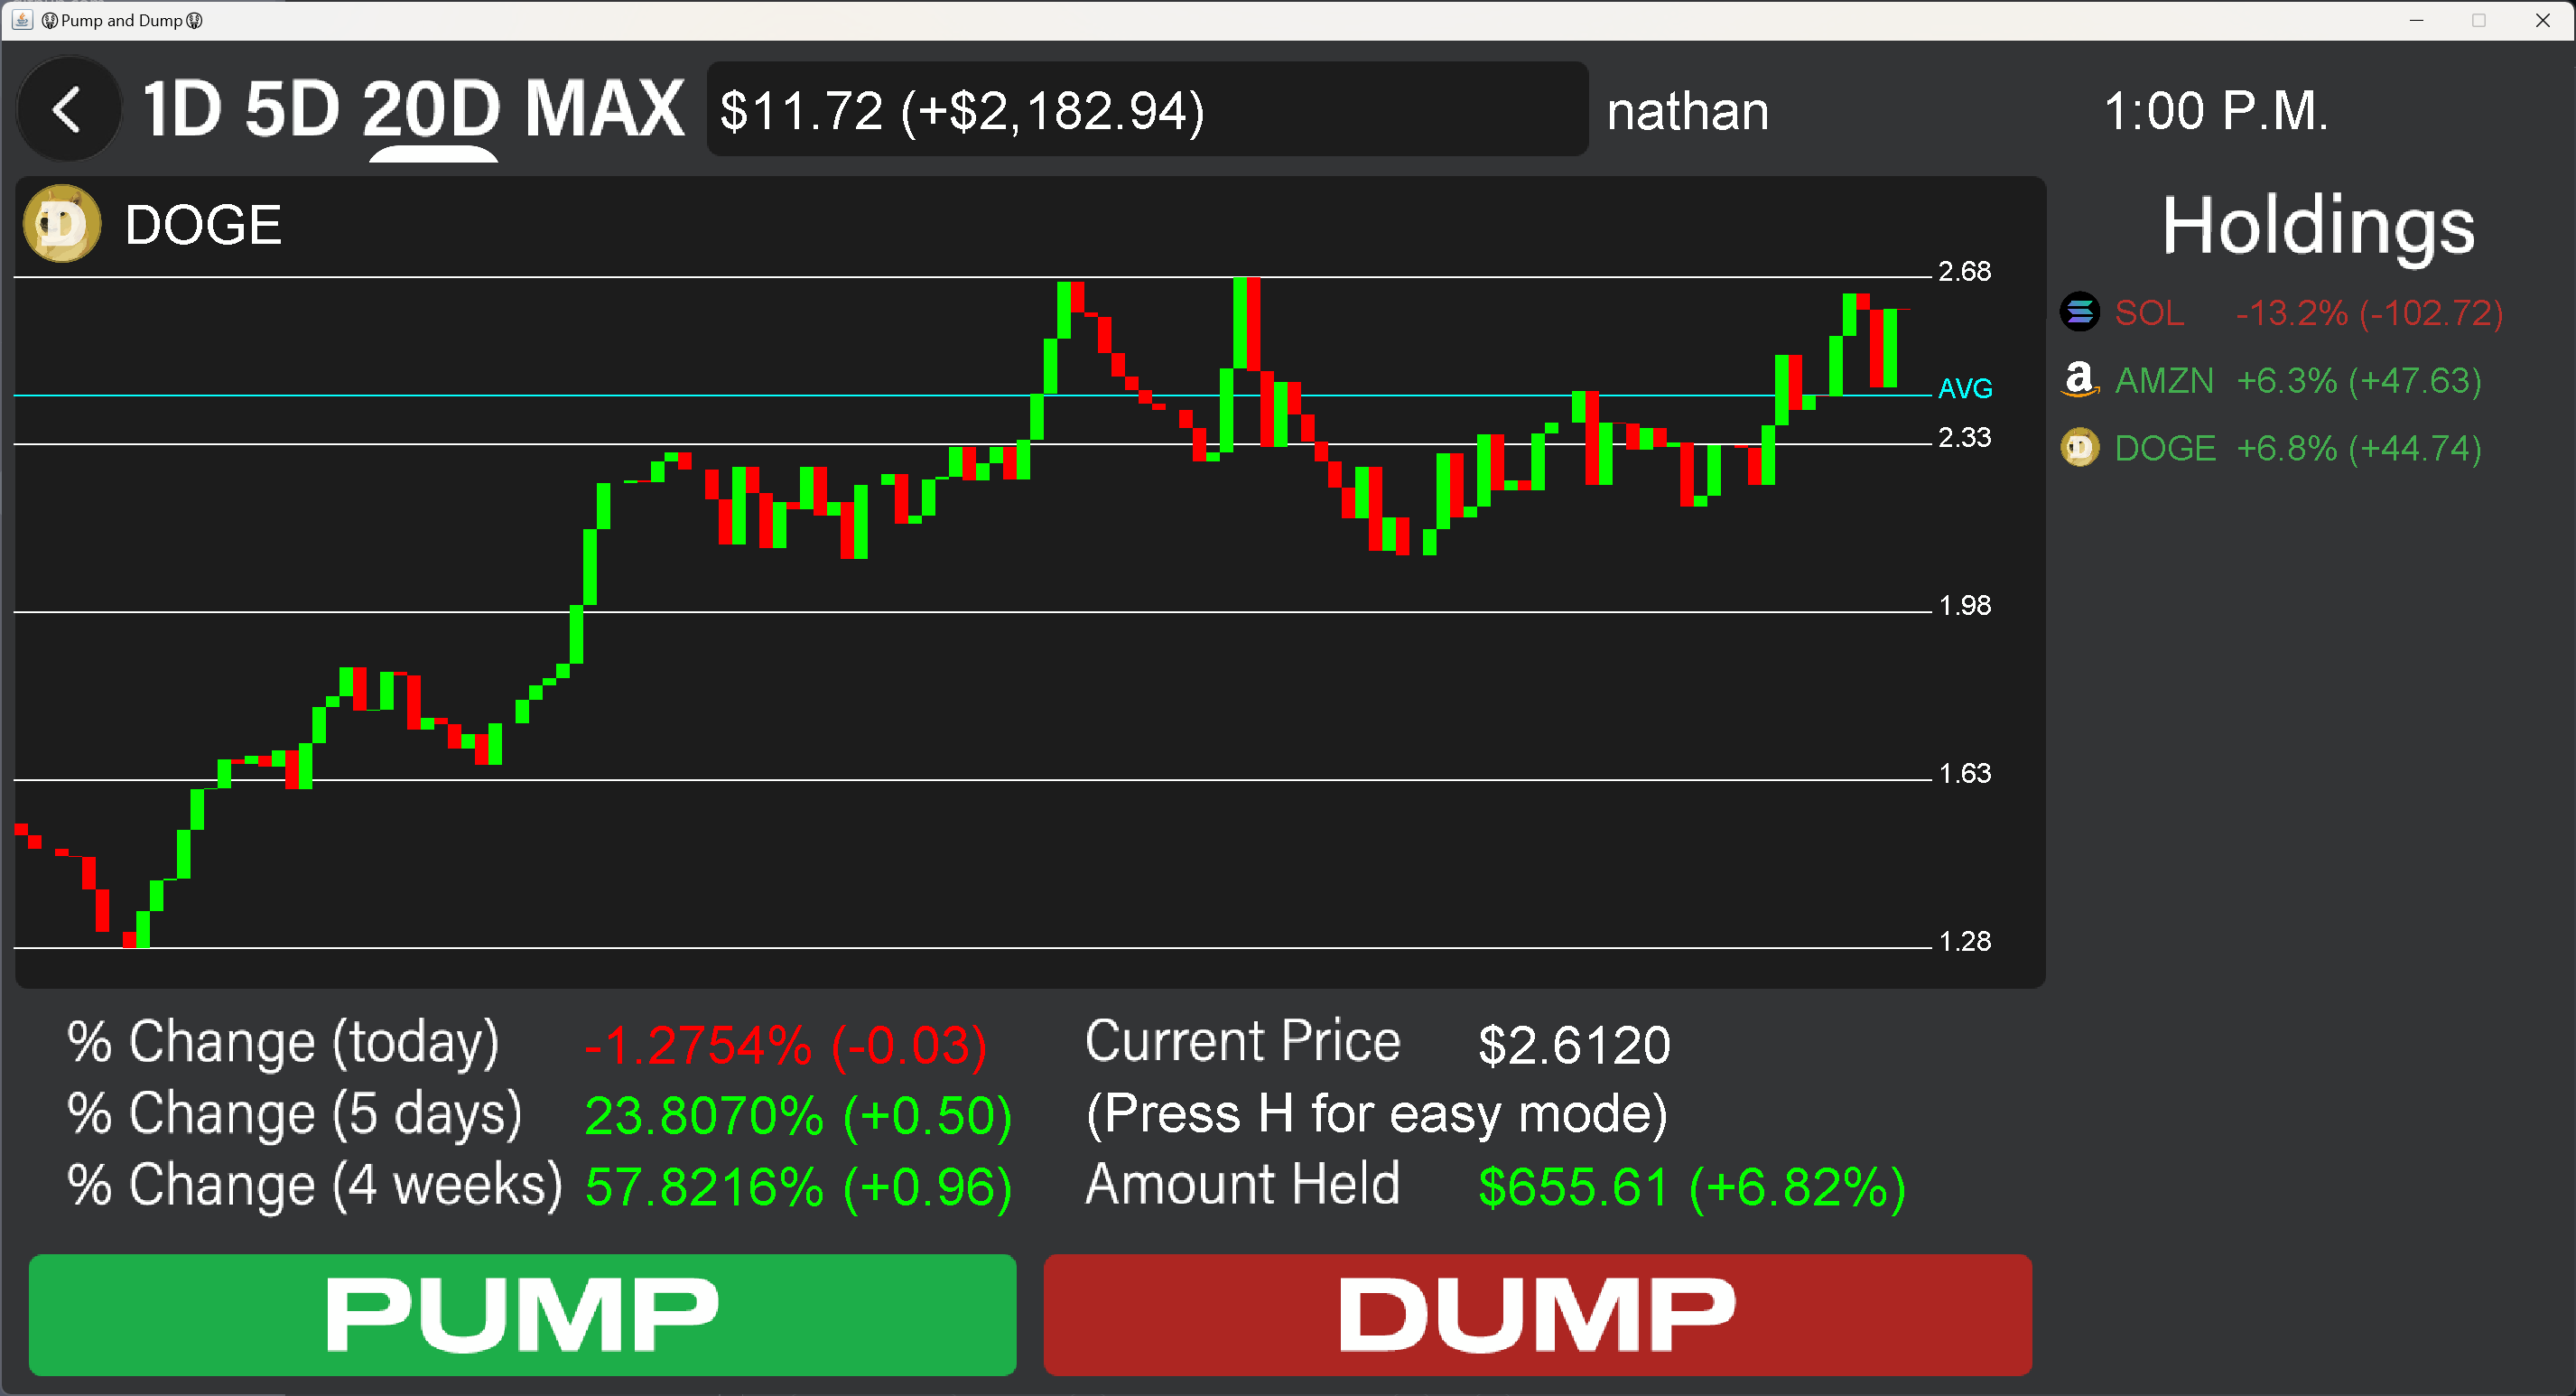 Pump and Dump
1D 5D 20D MAX
$11.72 (+$2,182.94)
nathan
1:00 P.M.
DOGE
2.68
AVG
2.33
1.98
1.63
1.28
Holdings
SOL -13.2% (-102.72)
AMZN +6.3% (+47.63)
DOGE +6.8% (+44.74)
% Change (today) -1.2754% (-0.03)
% Change (5 days) 23.8070% (+0.50)
% Change (4 weeks) 57.8216% (+0.96)
Current Price $2.6120
(Press H for easy mode)
Amount Held $655.61 (+6.82%)
PUMP
DUMP